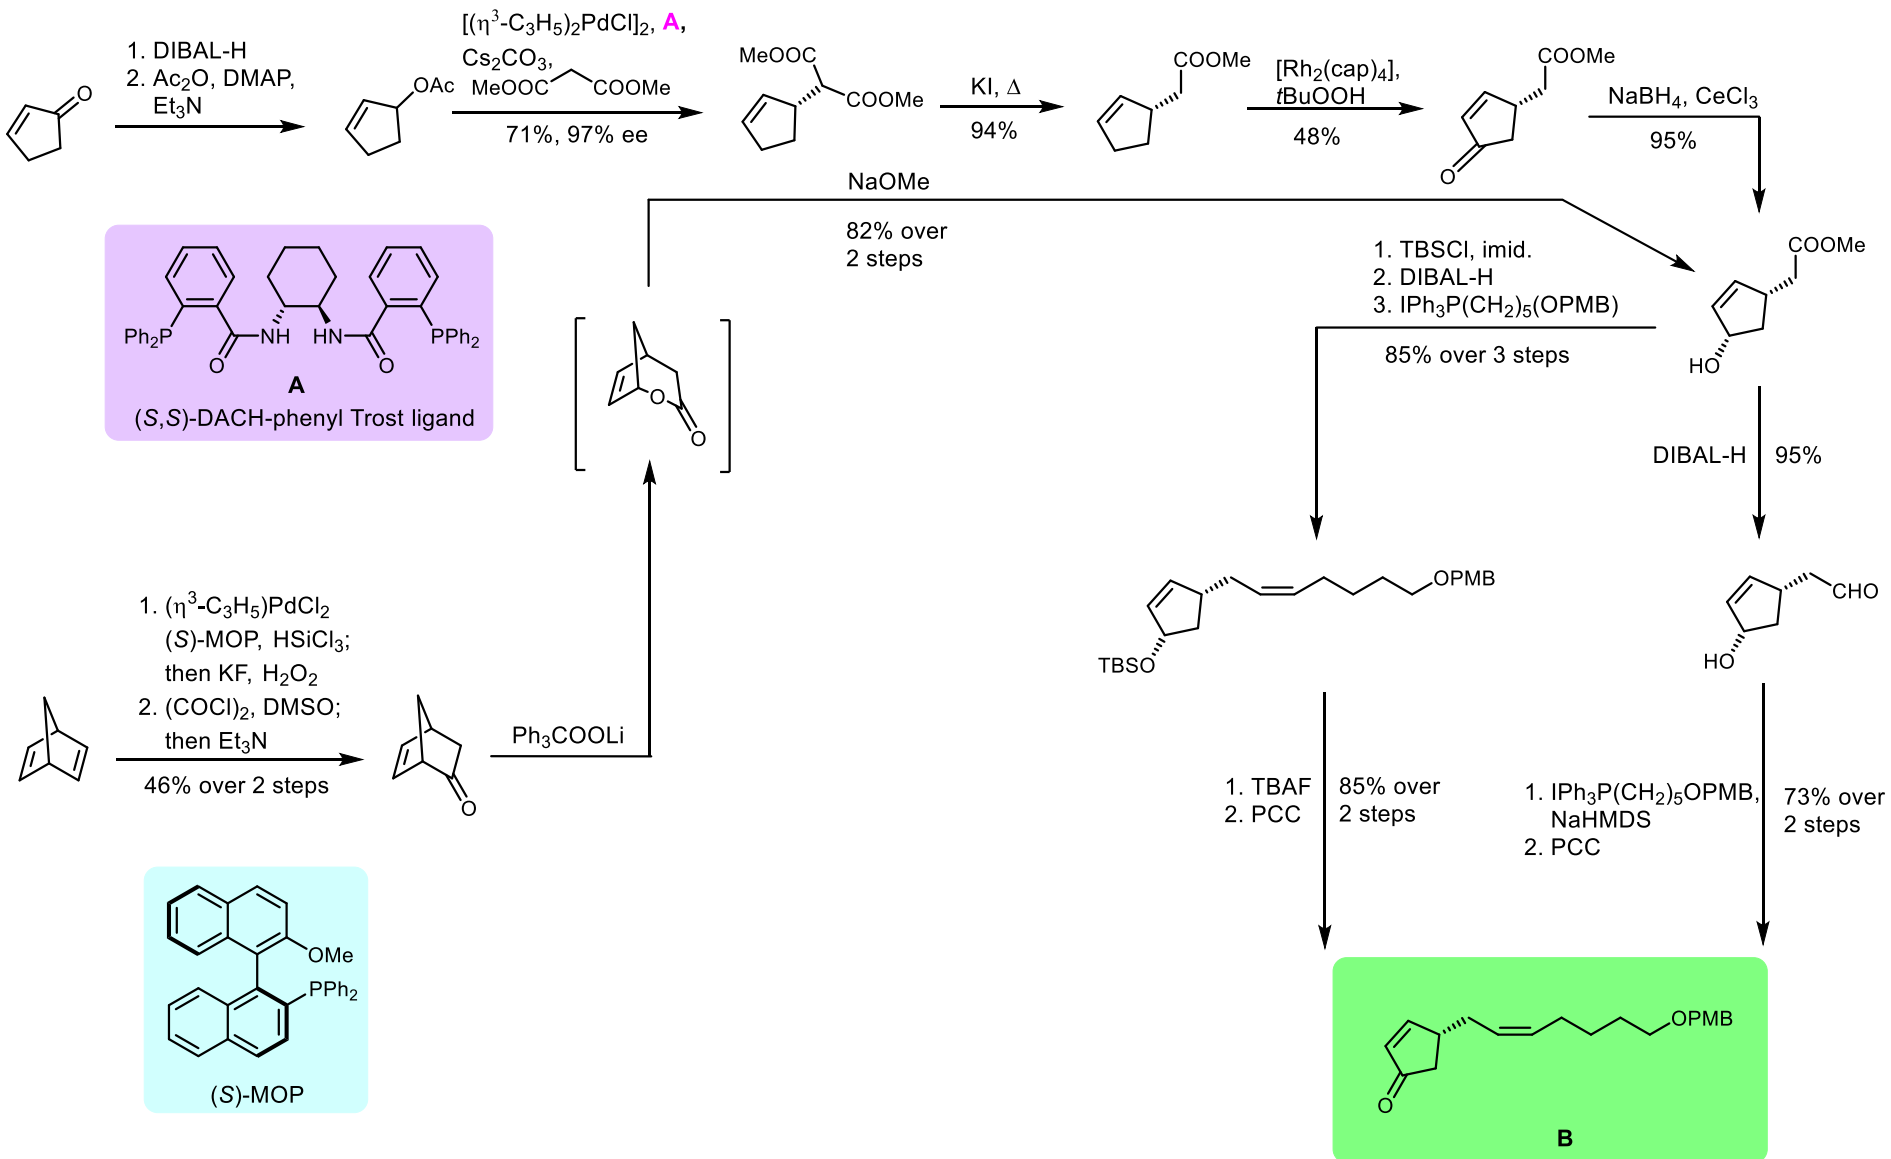 1. DIBAL-H
2. Ac2O, DMAP,
Et3N
O
OAc
[(η3-C3H5)2PdCl]2, A,
Cs2CO3,
MeOOC COOMe
71%, 97% ee
MeOOC
COOMe
KI, Δ
94%
COOMe
[Rh2(cap)4],
tBuOOH
48%
COOMe
O
NaBH4, CeCl3
95%
NaOMe
82% over
2 steps
Ph2P
O
NH
HN
O
PPh2
A
(S,S)-DACH-phenyl Trost ligand
O
O
1. TBSCl, imid.
2. DIBAL-H
3. IPh3P(CH2)5(OPMB)
85% over 3 steps
COOMe
HO
DIBAL-H
95%
1. (η3-C3H5)PdCl2
(S)-MOP, HSiCl3;
then KF, H2O2
2. (COCl)2, DMSO;
then Et3N
46% over 2 steps
O
Ph3COOLi
OPMB
TBSO
CHO
HO
1. TBAF
2. PCC
85% over
2 steps
1. IPh3P(CH2)5OPMB,
NaHMDS
2. PCC
73% over
2 steps
OMe
PPh2
(S)-MOP
OPMB
O
B